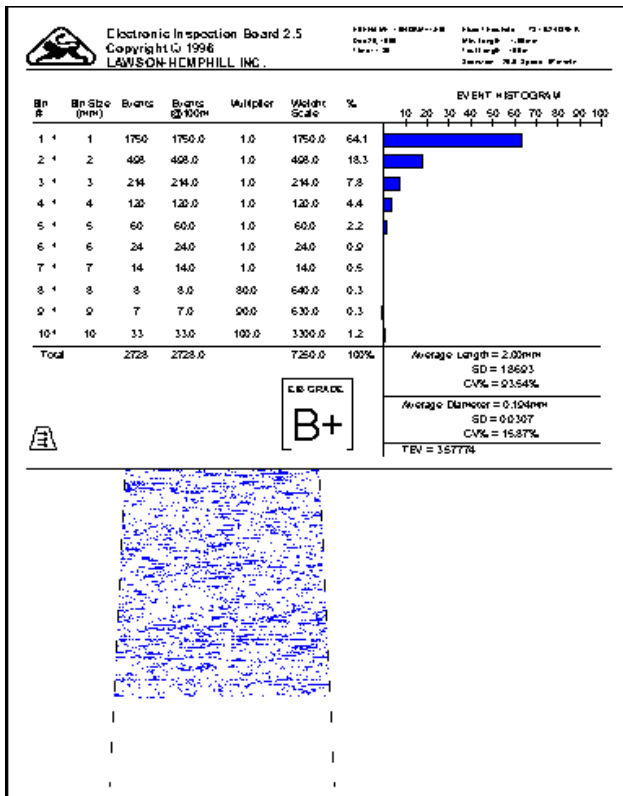 Electronic Inspection Board 2.5
Copyright © 1996
LAWSON-HEMPHILL INC.
EVENT HISTOGRAM
Bin # Bin Size (mm) Events Events @100m Multiplier Weight Scale %
10 20 30 40 50 60 70 80 90 100
1 1 1750 1750.0 1.0 1750.0 64.1
2 2 498 498.0 1.0 498.0 18.3
3 3 214 214.0 1.0 214.0 7.8
4 4 120 120.0 1.0 120.0 4.4
5 5 60 60.0 1.0 60.0 2.2
6 6 24 24.0 1.0 24.0 0.9
7 7 14 14.0 1.0 14.0 0.5
8 8 8 8.0 80.0 640.0 0.3
9 9 7 7.0 90.0 630.0 0.3
10 10 33 33.0 100.0 3300.0 1.2
Total 2728 2728.0 7250.0 100%
Average Length = 2.00mm
SD = 1.8693
CV% = 93.54%
EIB GRADE
B+
Average Diameter = 0.194mm
SD = 0.0307
CV% = 15.87%
TEV = 3.57774